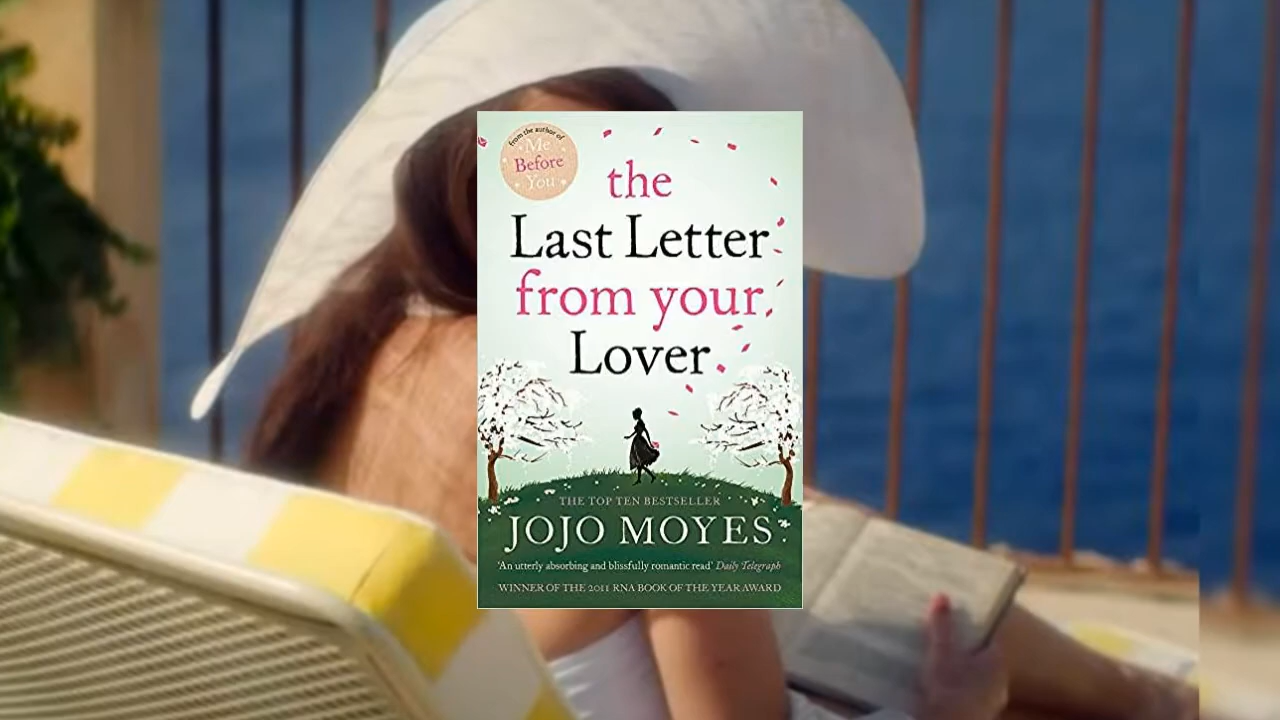 from the author of
Me
Before
You
the
Last Letter
from your
Lover
THE TOP TEN BESTSELLER
JOJO MOYES
'An utterly absorbing and blissfully romantic read' Daily Telegraph
WINNER OF THE 2011 RNA BOOK OF THE YEAR AWARD